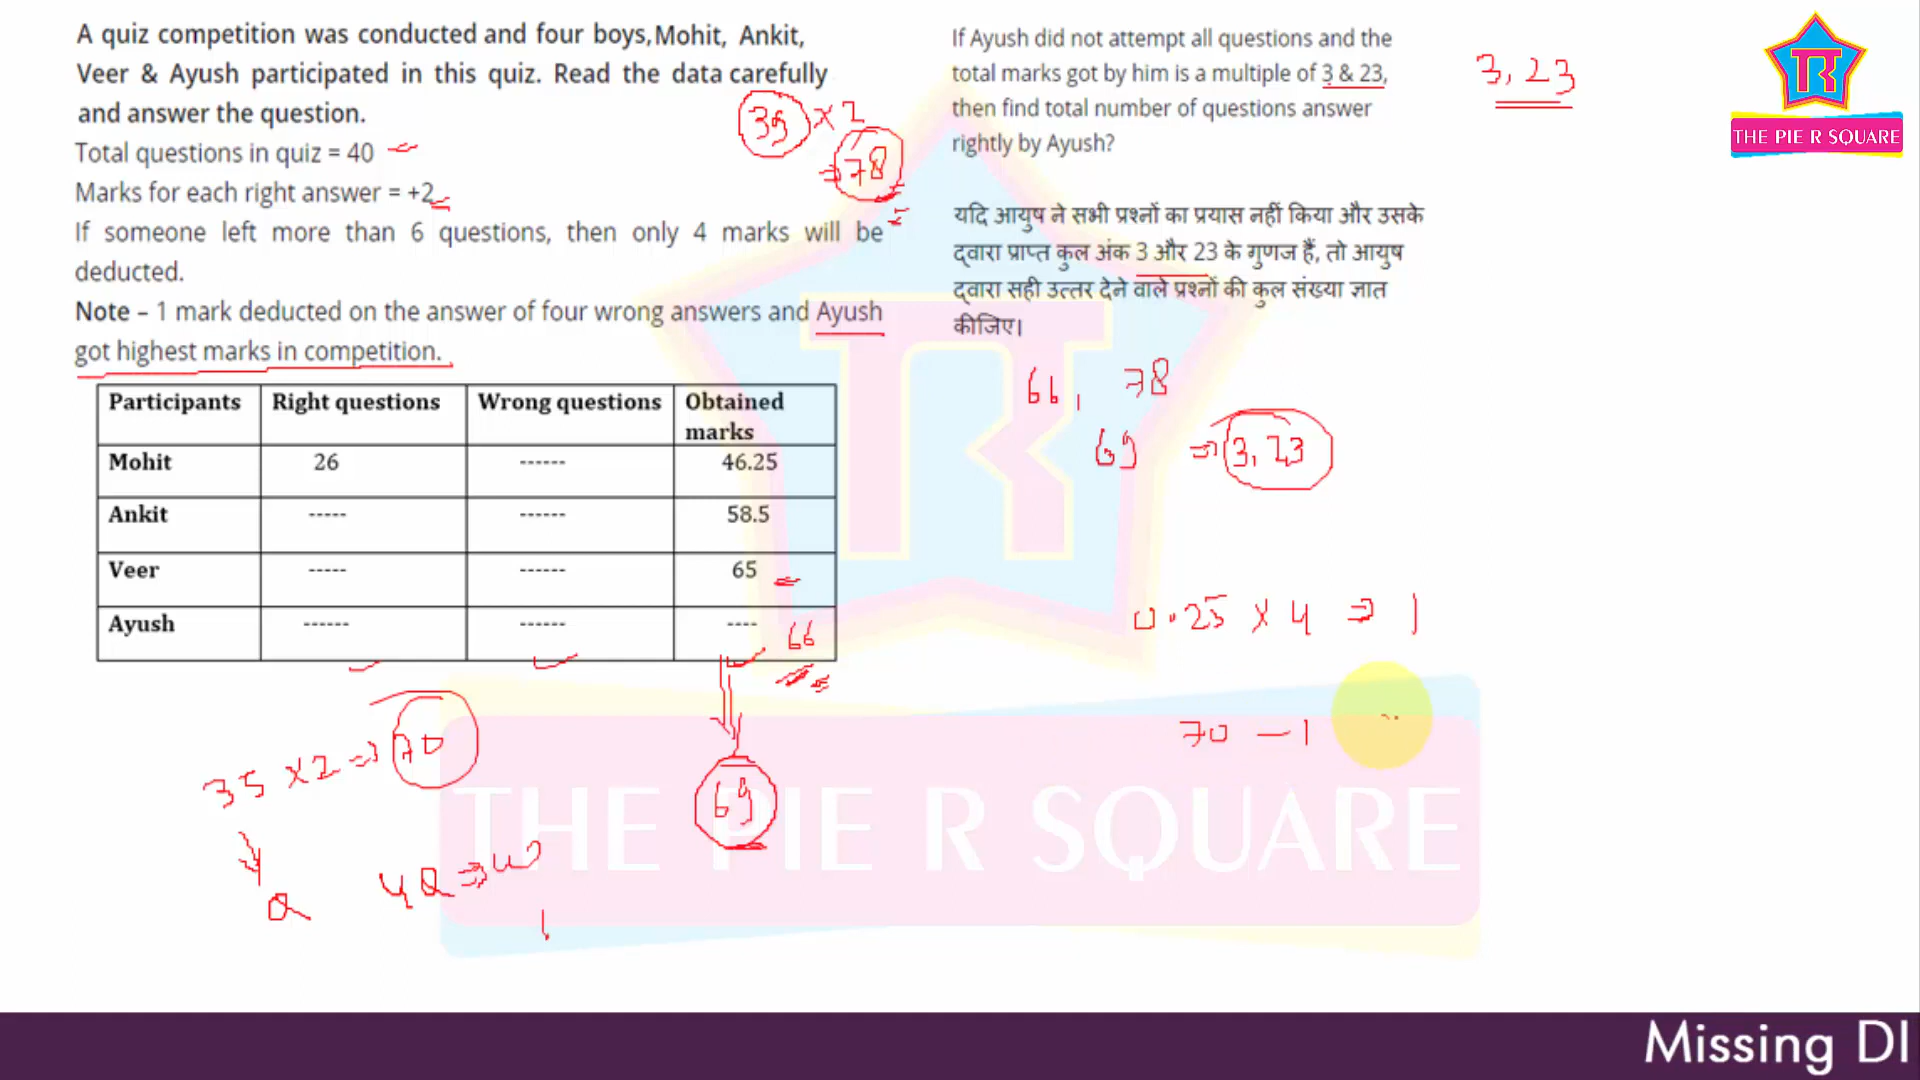 A quiz competition was conducted and four boys, Mohit, Ankit,
Veer & Ayush participated in this quiz. Read the data carefully
and answer the question.
Total questions in quiz = 40
Marks for each right answer = +2
If someone left more than 6 questions, then only 4 marks will be
deducted.
Note – 1 mark deducted on the answer of four wrong answers and Ayush
got highest marks in competition.
39 × 2
⇒ 78
Participants Right questions Wrong questions Obtained marks
Mohit 26 ------ 46.25
Ankit ----- ------ 58.5
Veer ----- ------ 65
Ayush ------ ------ ----
66
35 × 2 ⇒ 70
69
4Q ⇒
If Ayush did not attempt all questions and the
total marks got by him is a multiple of 3 & 23,
then find total number of questions answer
rightly by Ayush?
3, 23
यदि आयुष ने सभी प्रश्नों का प्रयास नहीं किया और उसके
द्वारा प्राप्त कुल अंक 3 और 23 के गुणज हैं, तो आयुष
द्वारा सही उत्तर देने वाले प्रश्नों की कुल संख्या ज्ञात
कीजिए।
66, 78
69 ⇒ 3, 23
0.25 × 4 ⇒ 1
70 – 1
THE PIE R SQUARE
THE PIE R SQUARE
Missing DI